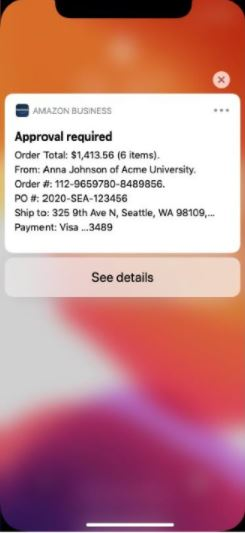 AMAZON BUSINESS
Approval required
Order Total: $1,413.56 (6 items).
From: Anna Johnson of Acme University.
Order #: 112-9659780-8489856.
PO #: 2020-SEA-123456
Ship to: 325 9th Ave N, Seattle, WA 98109,...
Payment: Visa ...3489
See details